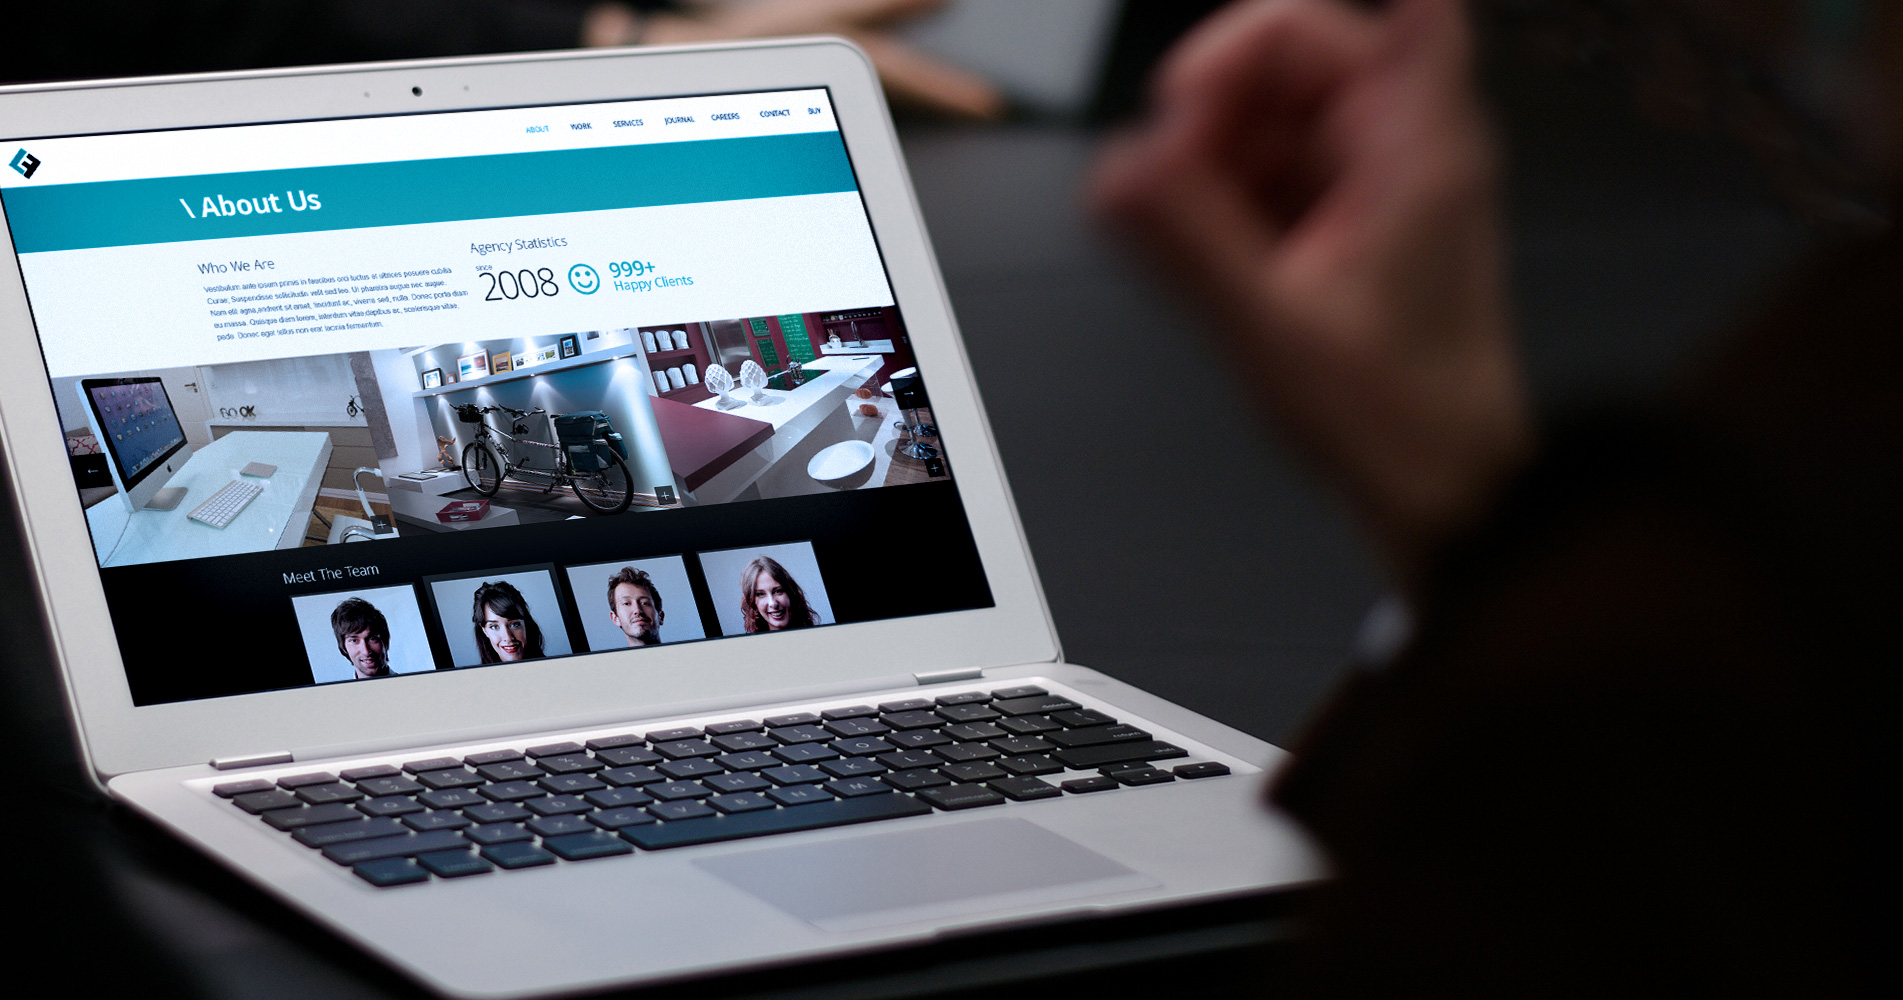 ABOUT WORK SERVICES JOURNAL CAREERS CONTACT BUY
\ About Us
Who We Are
Vestibulum ante ipsum primis in faucibus orci luctus et ultrices posuere cubilia
Curae; Suspendisse sollicitudin velit sed leo. Ut pharetra augue nec augue.
Nam elit agna,endrerit sit amet, tincidunt ac, viverra sed, nulla. Donec porta diam
eu massa. Quisque diam lorem, interdum vitae,dapibus ac, scelerisque vitae,
pede. Donec eget tellus non erat lacinia fermentum.
Agency Statistics
since
2008
999+
Happy Clients
BO OK
Meet The Team